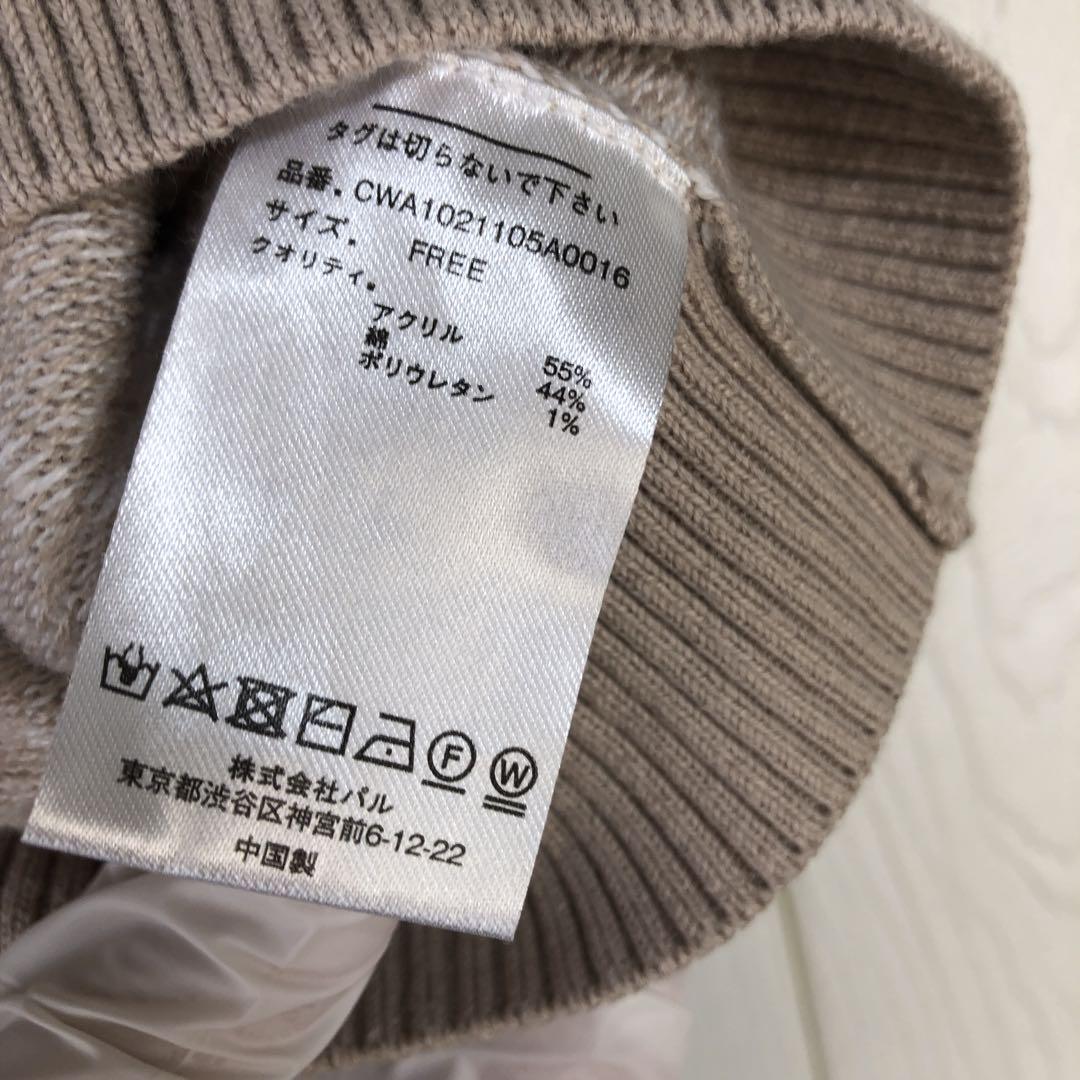 タグは切らないで下さい
品番. CWA1021105A0016
サイズ. FREE
クオリティ.
アクリル 55%
綿 44%
ポリウレタン 1%
F W
株式会社パル
東京都渋谷区神宮前6-12-22
中国製